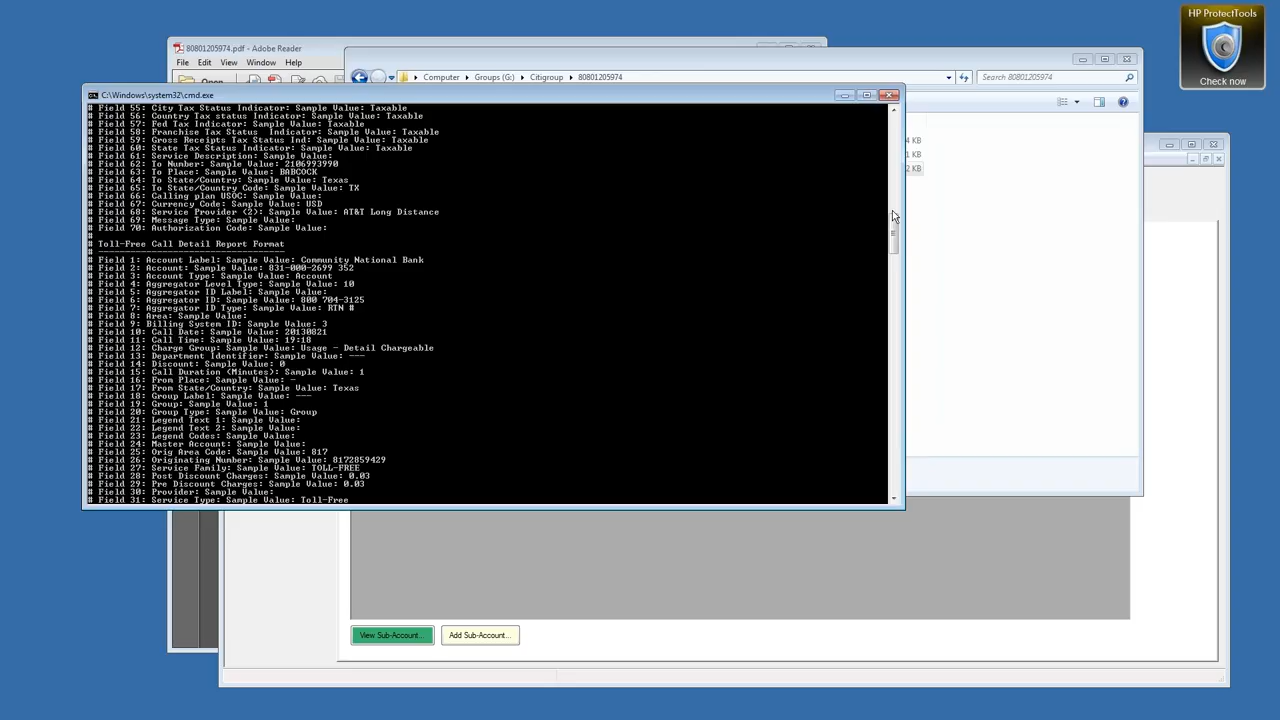 HP ProtectTools
Check now
80801205974.pdf - Adobe Reader
File Edit View Window Help
Open
Computer Groups (G:) Citigroup 80801205974
Search 80801205974
C:\Windows\system32\cmd.exe
# Field 55: City Tax Status Indicator: Sample Value: Taxable
# Field 56: Country Tax status Indicator: Sample Value: Taxable
# Field 57: Fed Tax Indicator: Sample Value: Taxable
# Field 58: Franchise Tax Status  Indicator: Sample Value: Taxable
# Field 59: Gross Receipts Tax Status Ind: Sample Value: Taxable
# Field 60: State Tax Status Indicator: Sample Value: Taxable
# Field 61: Service Description: Sample Value:
# Field 62: To Number: Sample Value: 2106993990
# Field 63: To Place: Sample Value: BABCOCK
# Field 64: To State/Country: Sample Value: Texas
# Field 65: To State/Country Code: Sample Value: TX
# Field 66: Calling plan USOC: Sample Value:
# Field 67: Currency Code: Sample Value: USD
# Field 68: Service Provider (2): Sample Value: AT&T Long Distance
# Field 69: Message Type: Sample Value:
# Field 70: Authorization Code: Sample Value:
#
# Toll-Free Call Detail Report Format
# -----------------------------------
# Field 1: Account Label: Sample Value: Community National Bank
# Field 2: Account: Sample Value: 831-000-2699 352
# Field 3: Account Type: Sample Value: Account
# Field 4: Aggregator Level Type: Sample Value: 10
# Field 5: Aggregator ID Label: Sample Value:
# Field 6: Aggregator ID: Sample Value: 800 704-3125
# Field 7: Aggregator ID Type: Sample Value: RTN #
# Field 8: Area: Sample Value:
# Field 9: Billing System ID: Sample Value: 3
# Field 10: Call Date: Sample Value: 20130821
# Field 11: Call Time: Sample Value: 19:18
# Field 12: Charge Group: Sample Value: Usage - Detail Chargeable
# Field 13: Department Identifier: Sample Value: ---
# Field 14: Discount: Sample Value: 0
# Field 15: Call Duration (Minutes): Sample Value: 1
# Field 16: From Place: Sample Value: -
# Field 17: From State/Country: Sample Value: Texas
# Field 18: Group Label: Sample Value: ---
# Field 19: Group: Sample Value: 1
# Field 20: Group Type: Sample Value: Group
# Field 21: Legend Text 1: Sample Value:
# Field 22: Legend Text 2: Sample Value:
# Field 23: Legend Codes: Sample Value:
# Field 24: Master Account: Sample Value:
# Field 25: Orig Area Code: Sample Value: 817
# Field 26: Originating Number: Sample Value: 8172859429
# Field 27: Service Family: Sample Value: TOLL-FREE
# Field 28: Post Discount Charges: Sample Value: 0.03
# Field 29: Pre Discount Charges: Sample Value: 0.03
# Field 30: Provider: Sample Value:
# Field 31: Service Type: Sample Value: Toll-Free
4 KB
1 KB
2 KB
View Sub-Account... Add Sub-Account...